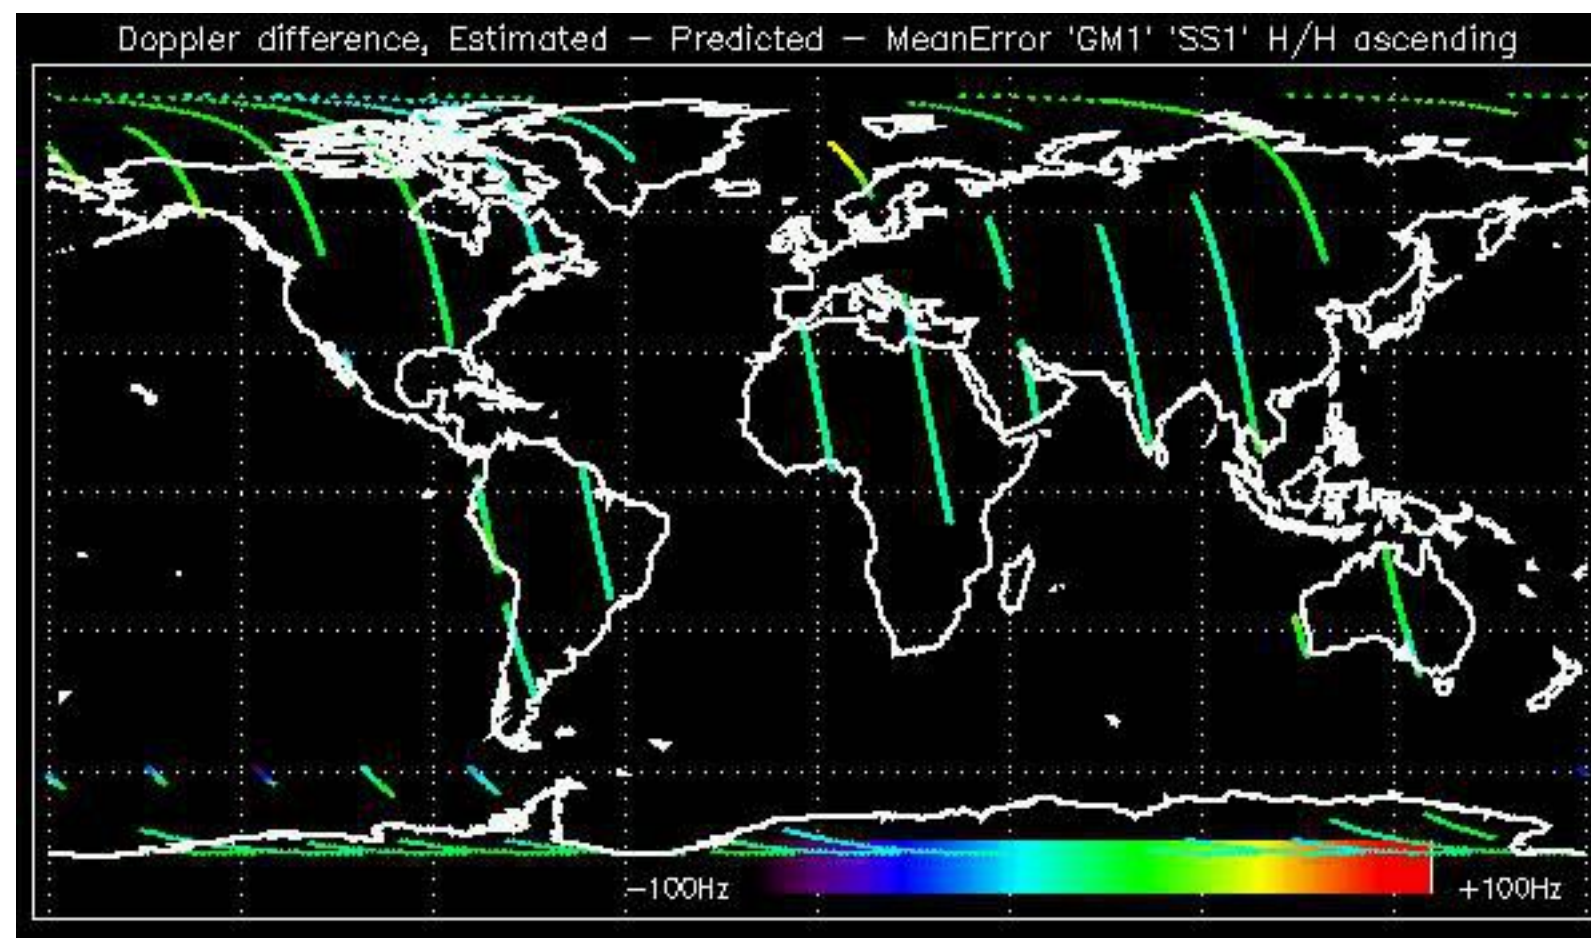 Doppler difference, Estimated - Predicted - MeanError 'GM1' 'SS1' H/H ascending
-100Hz
+100Hz